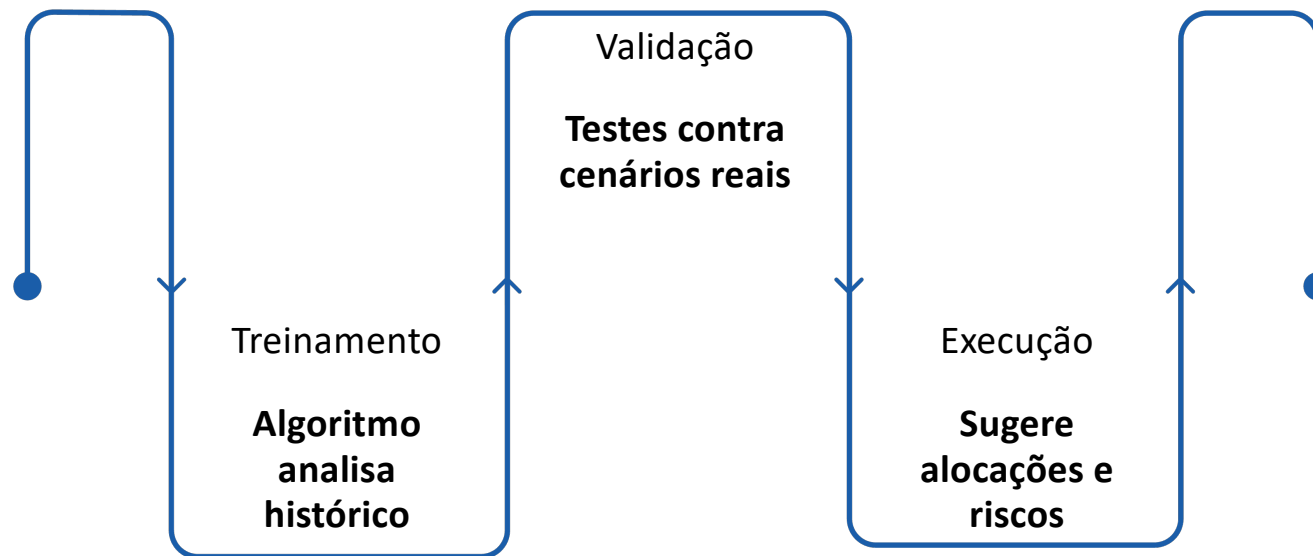 Treinamento
Algoritmo
analisa
histórico
Validação
Testes contra
cenários reais
Execução
Sugere
alocações e
riscos